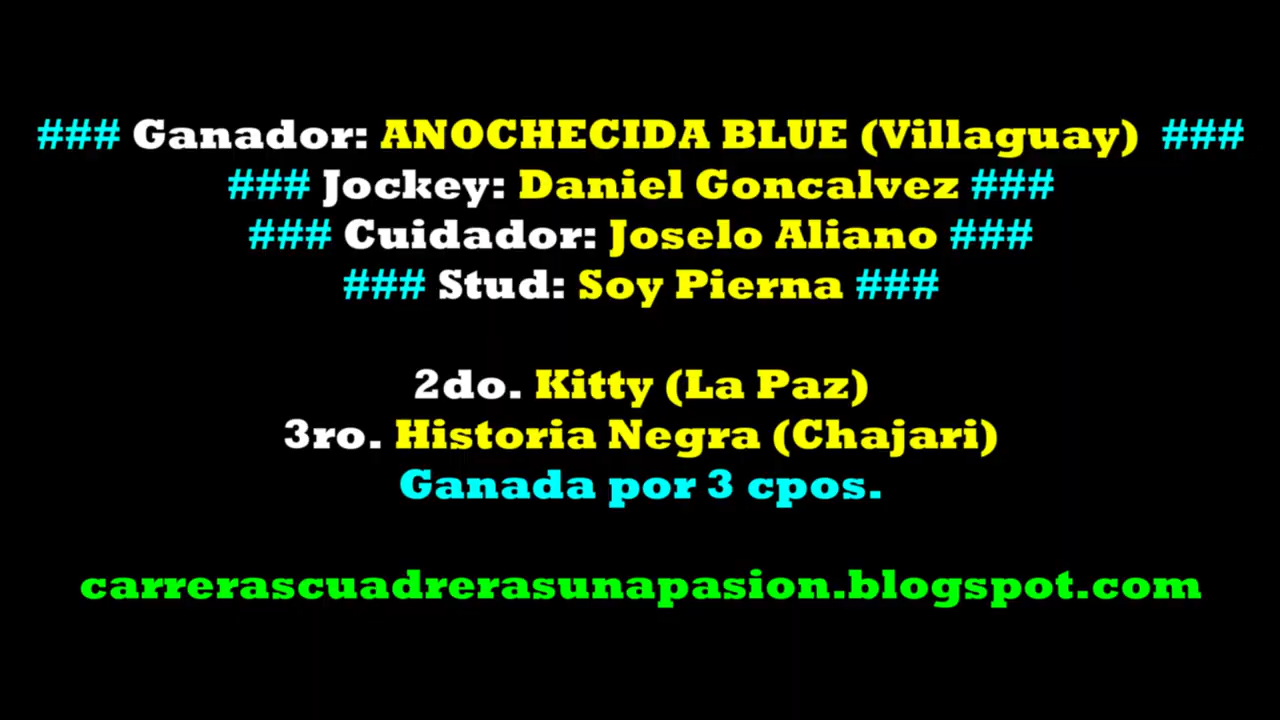 ### Ganador: ANOCHECIDA BLUE (Villaguay) ###
### Jockey: Daniel Goncalvez ###
### Cuidador: Joselo Aliano ###
### Stud: Soy Pierna ###
2do. Kitty (La Paz)
3ro. Historia Negra (Chajari)
Ganada por 3 cpos.
carrerascuadrerasunapasion.blogspot.com